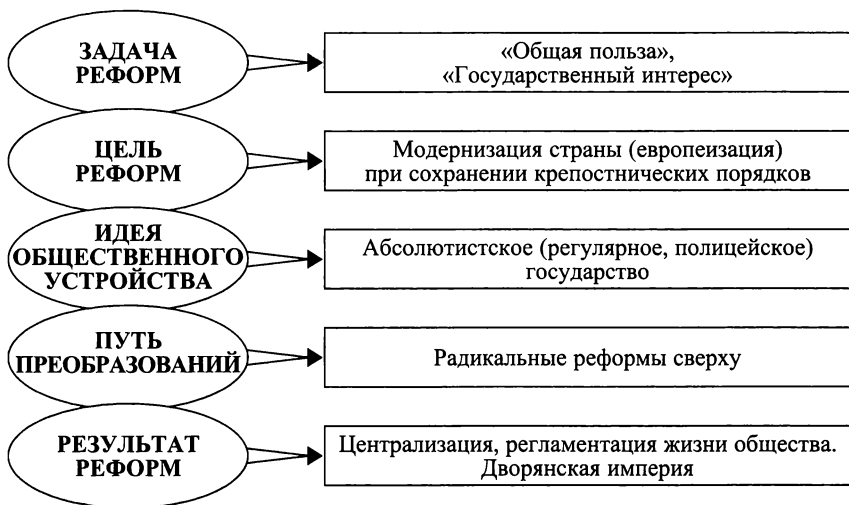 ЗАДАЧА
РЕФОРМ
«Общая польза»,
«Государственный интерес»
ЦЕЛЬ
РЕФОРМ
Модернизация страны (европеизация)
при сохранении крепостнических порядков
ИДЕЯ
ОБЩЕСТВЕННОГО
УСТРОЙСТВА
Абсолютистское (регулярное, полицейское)
государство
ПУТЬ
ПРЕОБРАЗОВАНИЙ
Радикальные реформы сверху
РЕЗУЛЬТАТ
РЕФОРМ
Централизация, регламентация жизни общества.
Дворянская империя